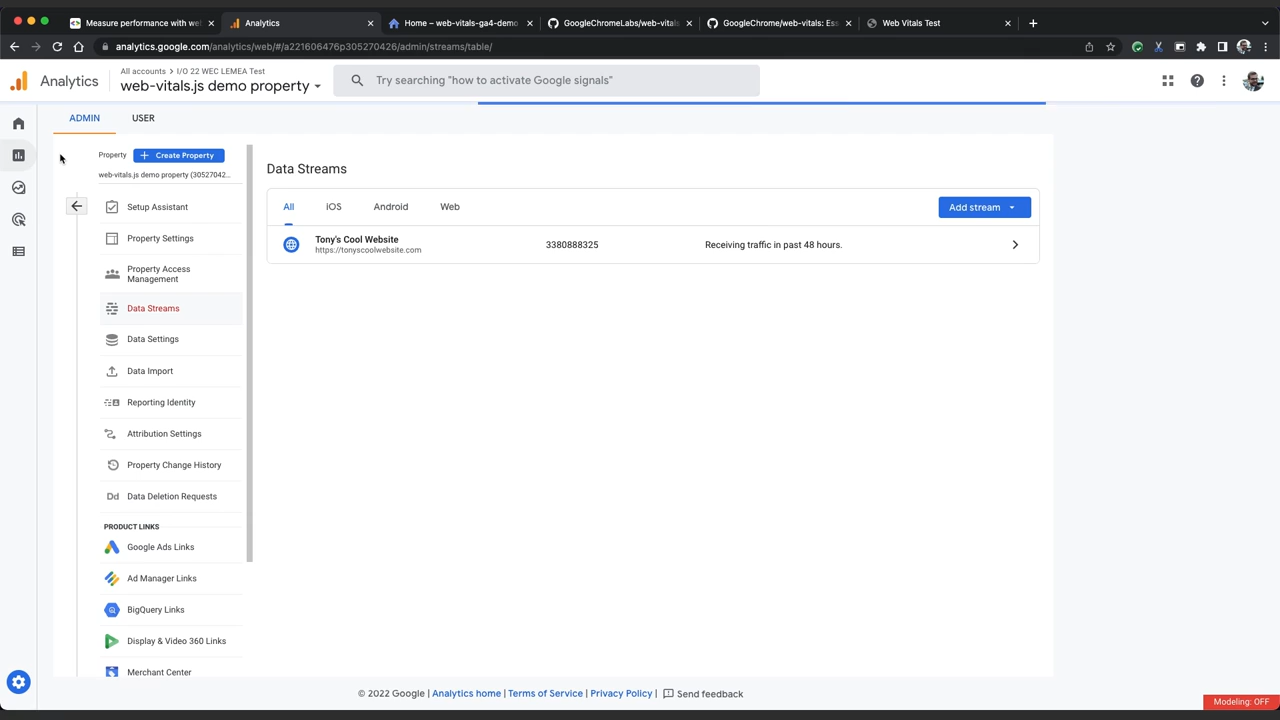 Measure performance with we
Analytics
Home – web-vitals-ga4-demo
GoogleChromeLabs/web-vitals
GoogleChrome/web-vitals: Ess
Web Vitals Test
analytics.google.com/analytics/web/#/a221606476p305270426/admin/streams/table/
Analytics
All accounts > I/O 22 WEC LEMEA Test
web-vitals.js demo property
Try searching "how to activate Google signals"
ADMIN
USER
Property
Create Property
web-vitals.js demo property (30527042...
Setup Assistant
Property Settings
Property Access
Management
Data Streams
Data Settings
Data Import
Reporting Identity
Attribution Settings
Property Change History
Dd Data Deletion Requests
PRODUCT LINKS
Google Ads Links
Ad Manager Links
BigQuery Links
Display & Video 360 Links
Merchant Center
Data Streams
All
iOS
Android
Web
Add stream
Tony's Cool Website
https://tonyscoolwebsite.com
3380888325
Receiving traffic in past 48 hours.
© 2022 Google | Analytics home | Terms of Service | Privacy Policy | Send feedback
Modeling: OFF